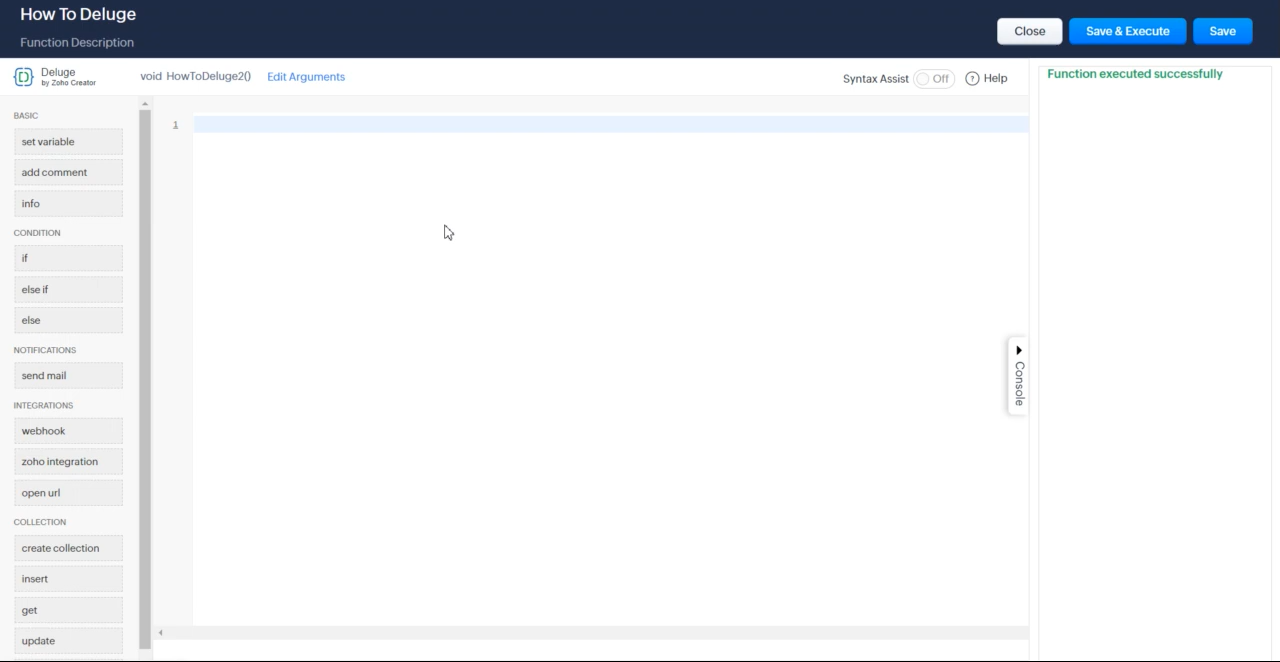 How To Deluge
Function Description
Close
Save & Execute
Save
Deluge
by Zoho Creator
void HowToDeluge2()
Edit Arguments
Syntax Assist
Off
? Help
Function executed successfully
BASIC
set variable
add comment
info
CONDITION
if
else if
else
NOTIFICATIONS
send mail
INTEGRATIONS
webhook
zoho integration
open url
COLLECTION
create collection
insert
get
update
1
Console